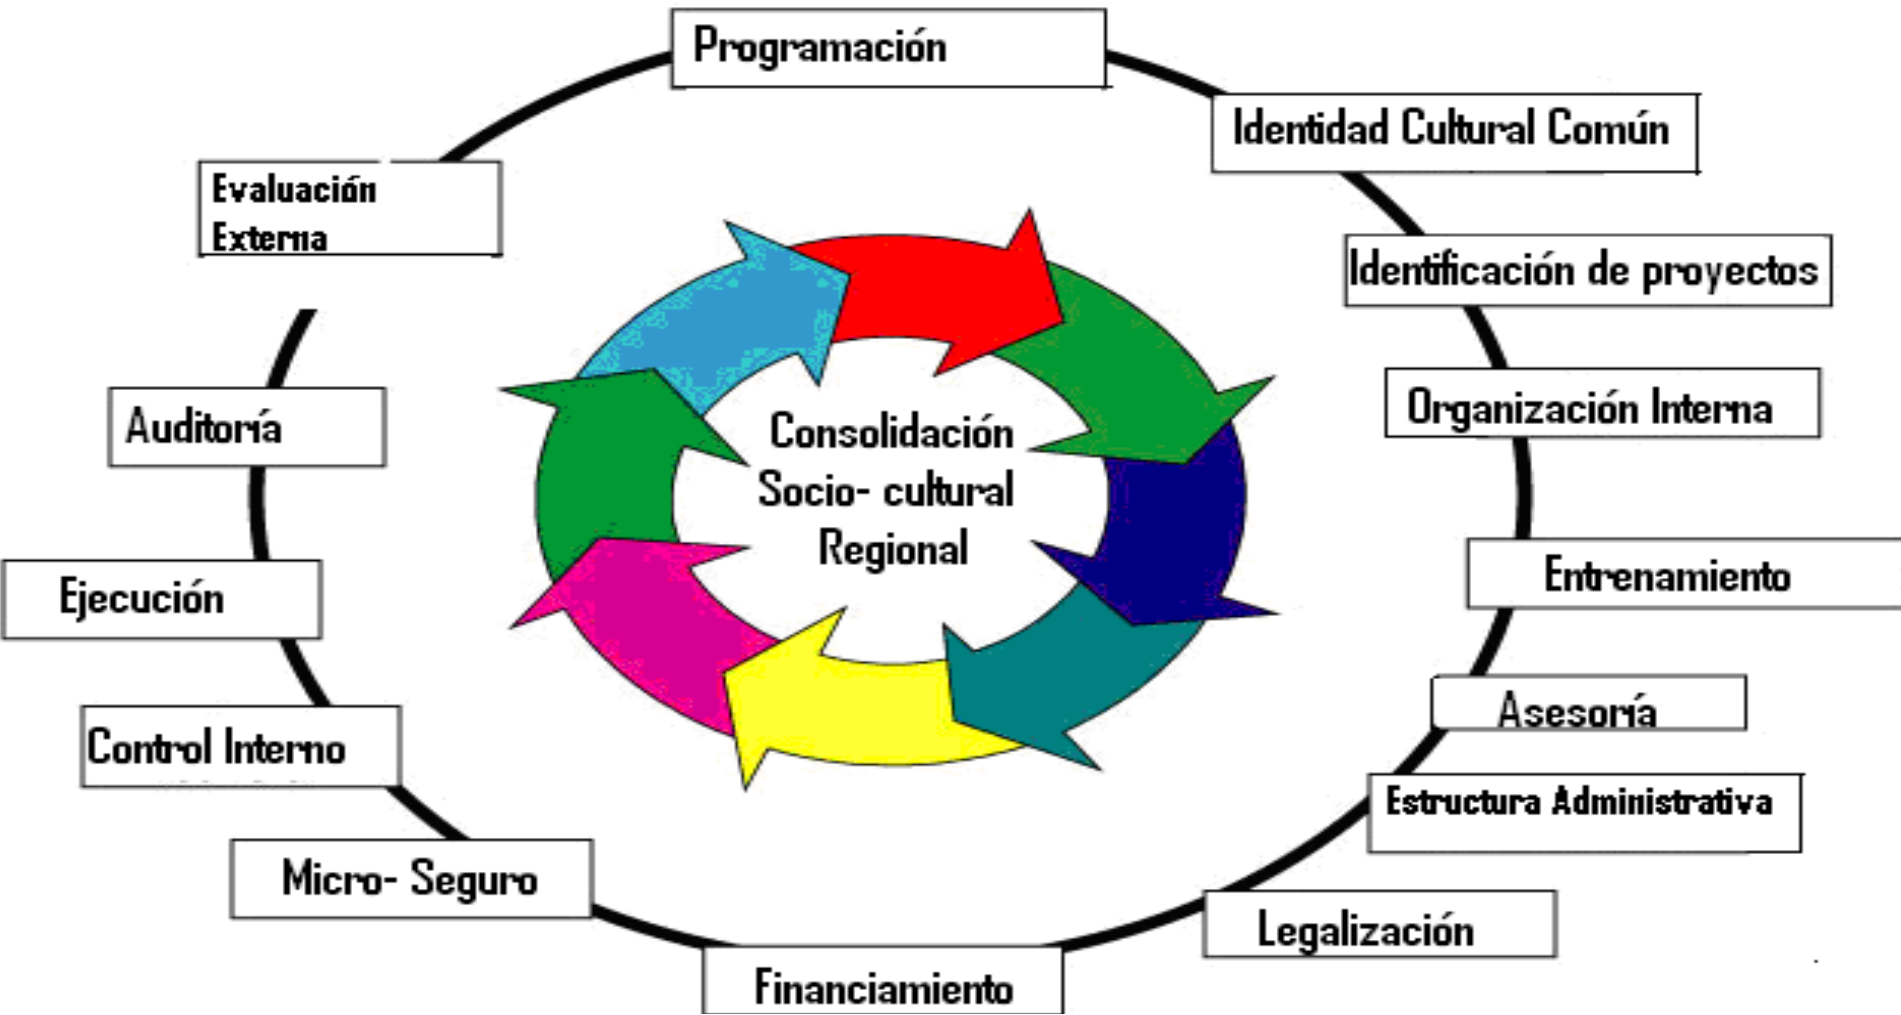 Programación
Identidad Cultural Común
Identificación de proyectos
Organización Interna
Entrenamiento
Asesoría
Estructura Administrativa
Legalización
Financiamiento
Micro- Seguro
Control Interno
Ejecución
Auditoría
Evaluación
Externa
Consolidación
Socio- cultural
Regional